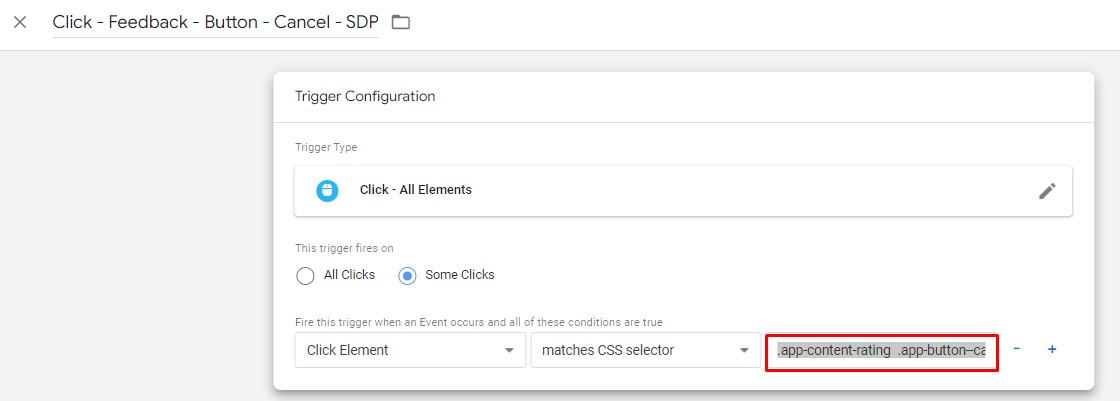 Click - Feedback - Button - Cancel - SDP
Trigger Configuration
Trigger Type
Click - All Elements
This trigger fires on
All Clicks
Some Clicks
Fire this trigger when an Event occurs and all of these conditions are true
Click Element
matches CSS selector
.app-content-rating .app-button--ca
- +